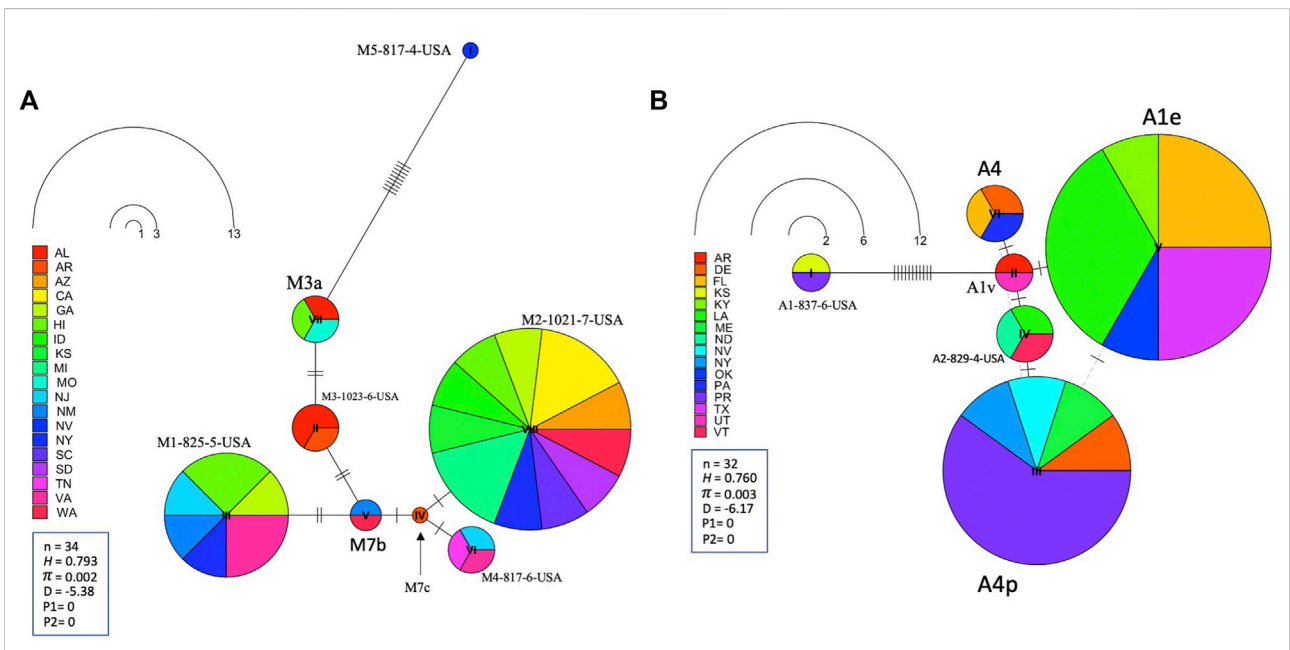 A
M5-817-4-USA
I
1 3 13
AL
AR
AZ
CA
GA
HI
ID
KS
MI
MO
NJ
NM
NV
NY
SC
SD
TN
VA
WA
M3a
VII
M3-1023-6-USA
II
M2-1021-7-USA
M1-825-5-USA
III
V
M7b
IV
M7c
VI
M4-817-6-USA
n = 34
H = 0.793
π = 0.002
D = -5.38
P1= 0
P2= 0
B
2 6 12
AR
DE
FL
KS
KY
LA
ME
ND
NV
NY
OK
PA
PR
TX
UT
VT
I
A1-837-6-USA
A4
VI
II
A1v
IV
A2-829-4-USA
A1e
V
III
A4p
n = 32
H = 0.760
π = 0.003
D = -6.17
P1= 0
P2= 0